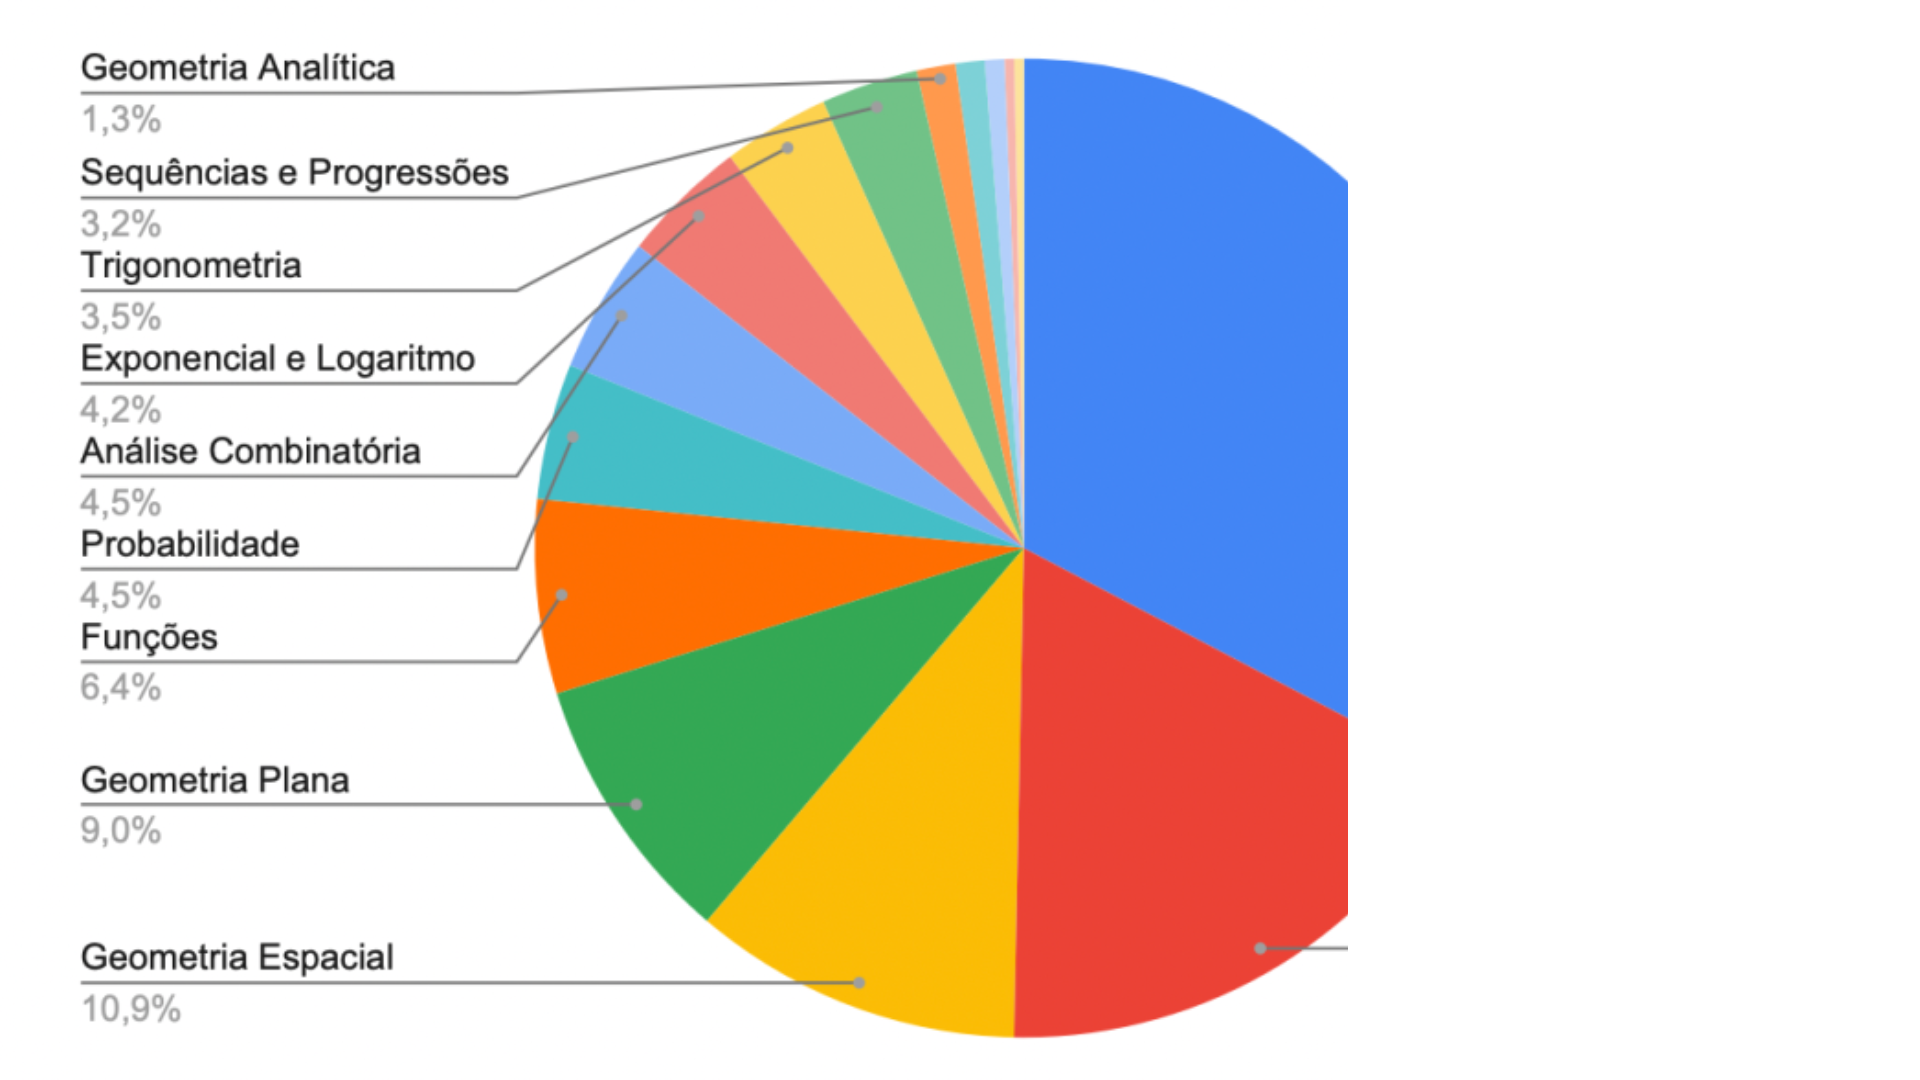 Geometria Analítica
1,3%
Sequências e Progressões
3,2%
Trigonometria
3,5%
Exponencial e Logaritmo
4,2%
Análise Combinatória
4,5%
Probabilidade
4,5%
Funções
6,4%
Geometria Plana
9,0%
Geometria Espacial
10,9%